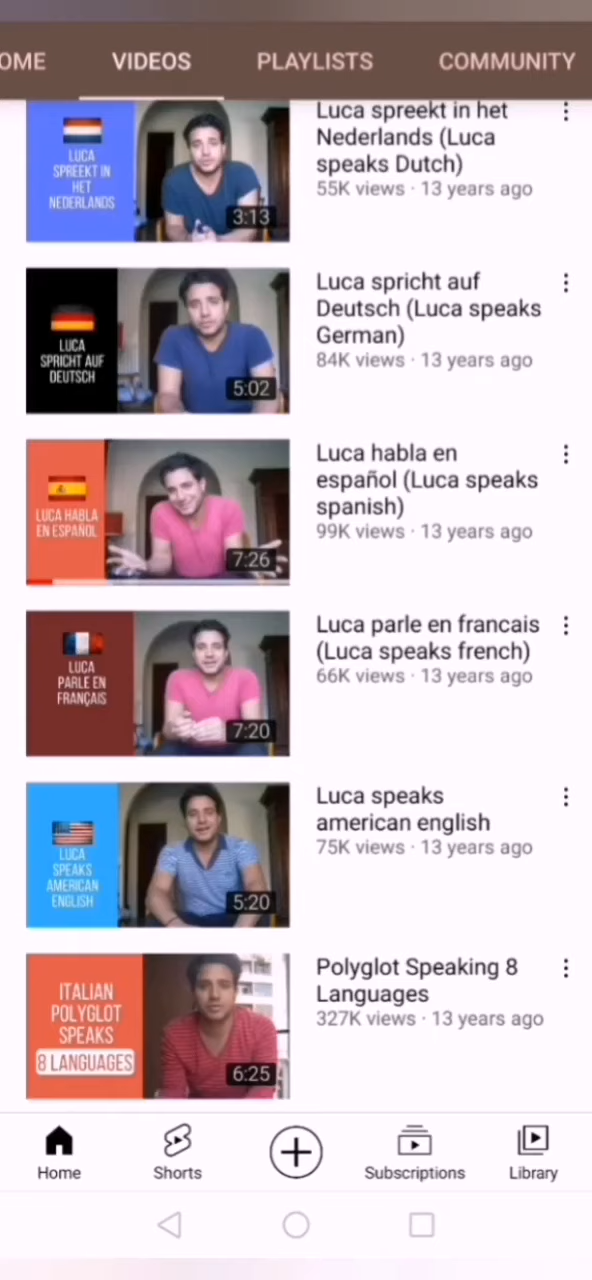 OME VIDEOS PLAYLISTS COMMUNITY
LUCA
SPREEKT IN
HET
NEDERLANDS
3:13
Luca spreekt in het
Nederlands (Luca
speaks Dutch)
55K views · 13 years ago
LUCA
SPRICHT AUF
DEUTSCH
5:02
Luca spricht auf
Deutsch (Luca speaks
German)
84K views · 13 years ago
LUCA HABLA
EN ESPAÑOL
7:26
Luca habla en
español (Luca speaks
spanish)
99K views · 13 years ago
LUCA
PARLE EN
FRANÇAIS
7:20
Luca parle en francais
(Luca speaks french)
66K views · 13 years ago
LUCA
SPEAKS
AMERICAN
ENGLISH
5:20
Luca speaks
american english
75K views · 13 years ago
ITALIAN
POLYGLOT
SPEAKS
8 LANGUAGES
6:25
Polyglot Speaking 8
Languages
327K views · 13 years ago
Home Shorts Subscriptions Library